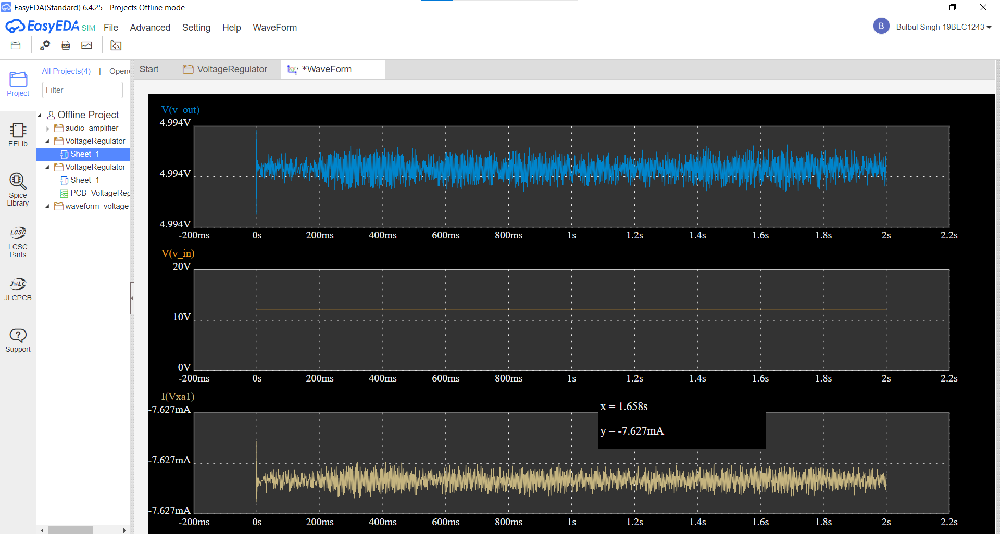 EasyEDA(Standard) 6.4.25 - Projects Offline mode
EasyEDA SIM File Advanced Setting Help WaveForm
B Bulbul Singh 19BEC1243
CSV
Project
EELib
Spice
Library
LCSC
LCSC
Parts
J@LC
JLCPCB
Support
All Projects(4) | Opene
Filter
Offline Project
audio_amplifier
VoltageRegulator
Sheet_1
VoltageRegulator_
Sheet_1
PCB_VoltageReg
waveform_voltage_
Start VoltageRegulator *WaveForm
V(v_out)
4.994V
4.994V
4.994V
-200ms 0s 200ms 400ms 600ms 800ms 1s 1.2s 1.4s 1.6s 1.8s 2s 2.2s
V(v_in)
20V
10V
0V
-200ms 0s 200ms 400ms 600ms 800ms 1s 1.2s 1.4s 1.6s 1.8s 2s 2.2s
I(Vxa1)
x = 1.658s
y = -7.627mA
-7.627mA
-7.627mA
-7.627mA
-200ms 0s 200ms 400ms 600ms 800ms 1s 1.2s 1.4s 1.6s 1.8s 2s 2.2s